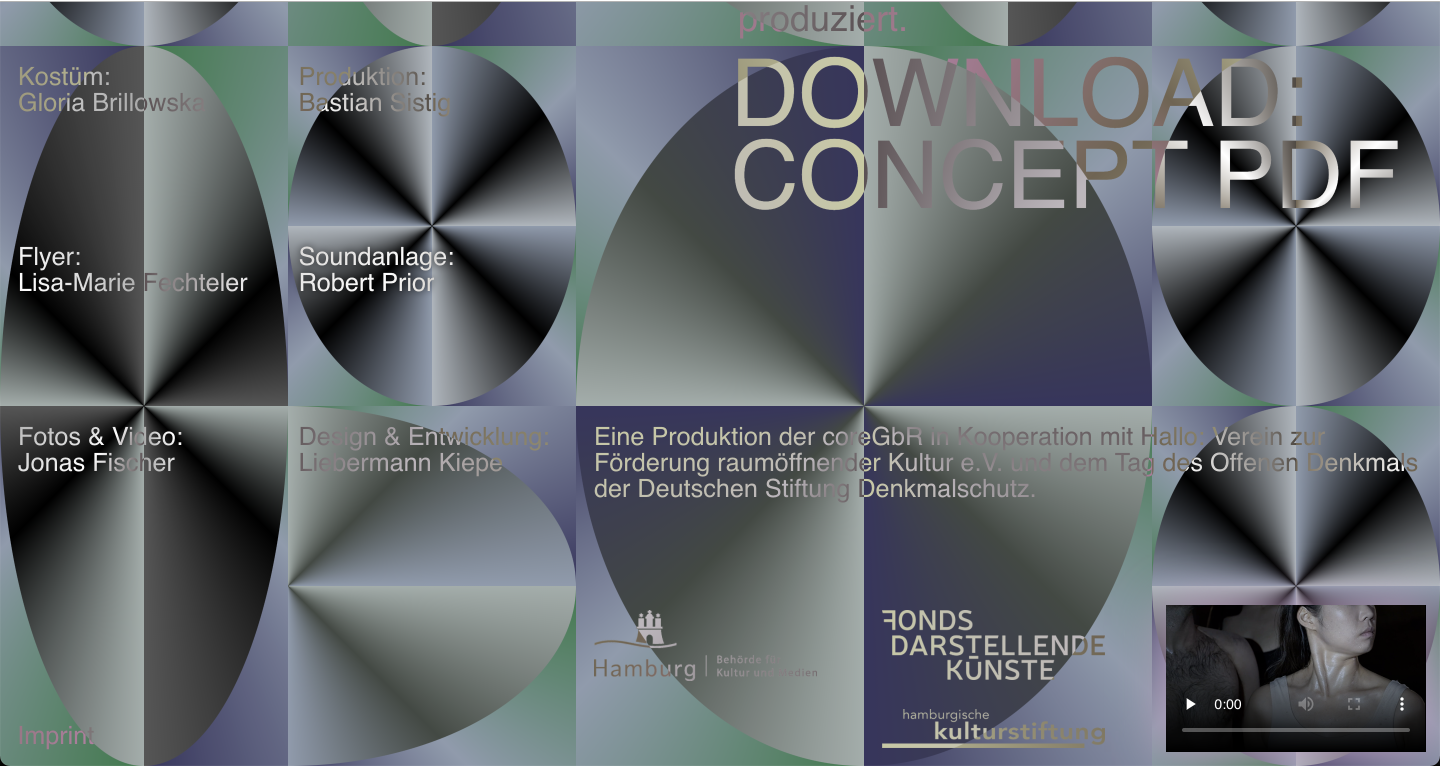 produziert.
DOWNLOAD:
CONCEPT PDF
Kostüm:
Gloria Brillowska
Produktion:
Bastian Sistig
Flyer:
Lisa-Marie Fechteler
Soundanlage:
Robert Prior
Fotos & Video:
Jonas Fischer
Design & Entwicklung:
Liebermann Kiepe
Eine Produktion der coreGbR in Kooperation mit Hallo: Verein zur
Förderung raumöffnender Kultur e.V. und dem Tag des Offenen Denkmals
der Deutschen Stiftung Denkmalschutz.
Hamburg
Behörde für
Kultur und Medien
FONDS
DARSTELLENDE
KÜNSTE
hamburgische
kulturstiftung
Imprint
0:00